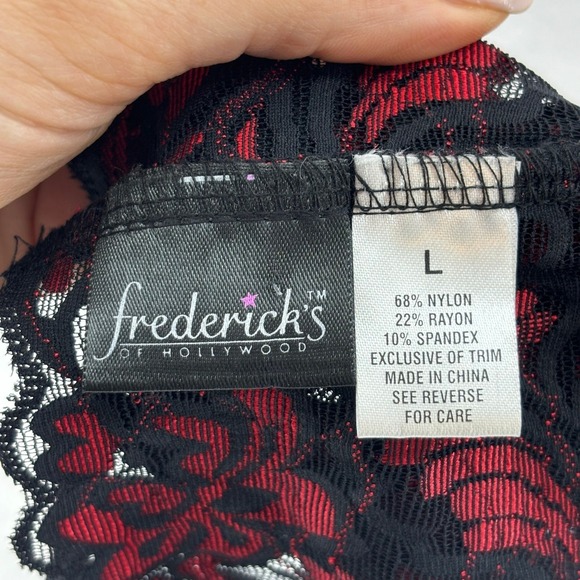 frederick's™
OF HOLLYWOOD
L
68% NYLON
22% RAYON
10% SPANDEX
EXCLUSIVE OF TRIM
MADE IN CHINA
SEE REVERSE
FOR CARE